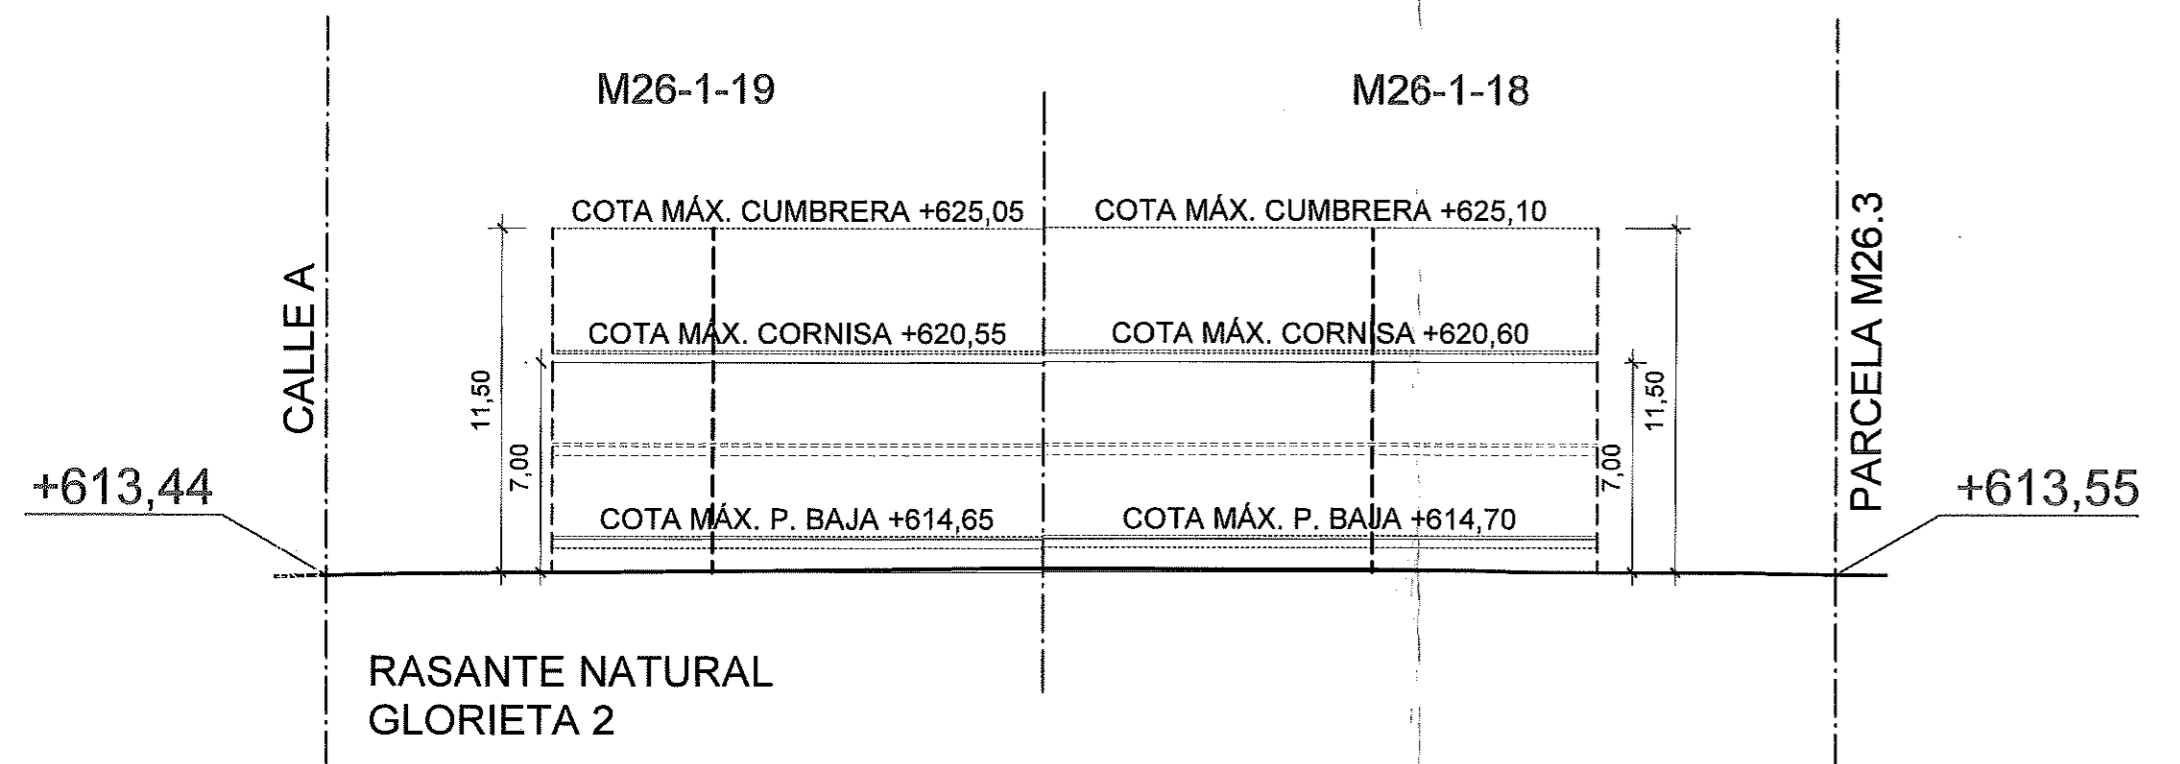 M26-1-19
M26-1-18
COTA MÁX. CUMBRERA +625,05
COTA MÁX. CUMBRERA +625,10
CALLE A
PARCELA M26.3
COTA MÁX. CORNISA +620,55
COTA MÁX. CORNISA +620,60
11,50
11,50
7,00
7,00
+613,44
+613,55
COTA MÁX. P. BAJA +614,65
COTA MÁX. P. BAJA +614,70
RASANTE NATURAL
GLORIETA 2